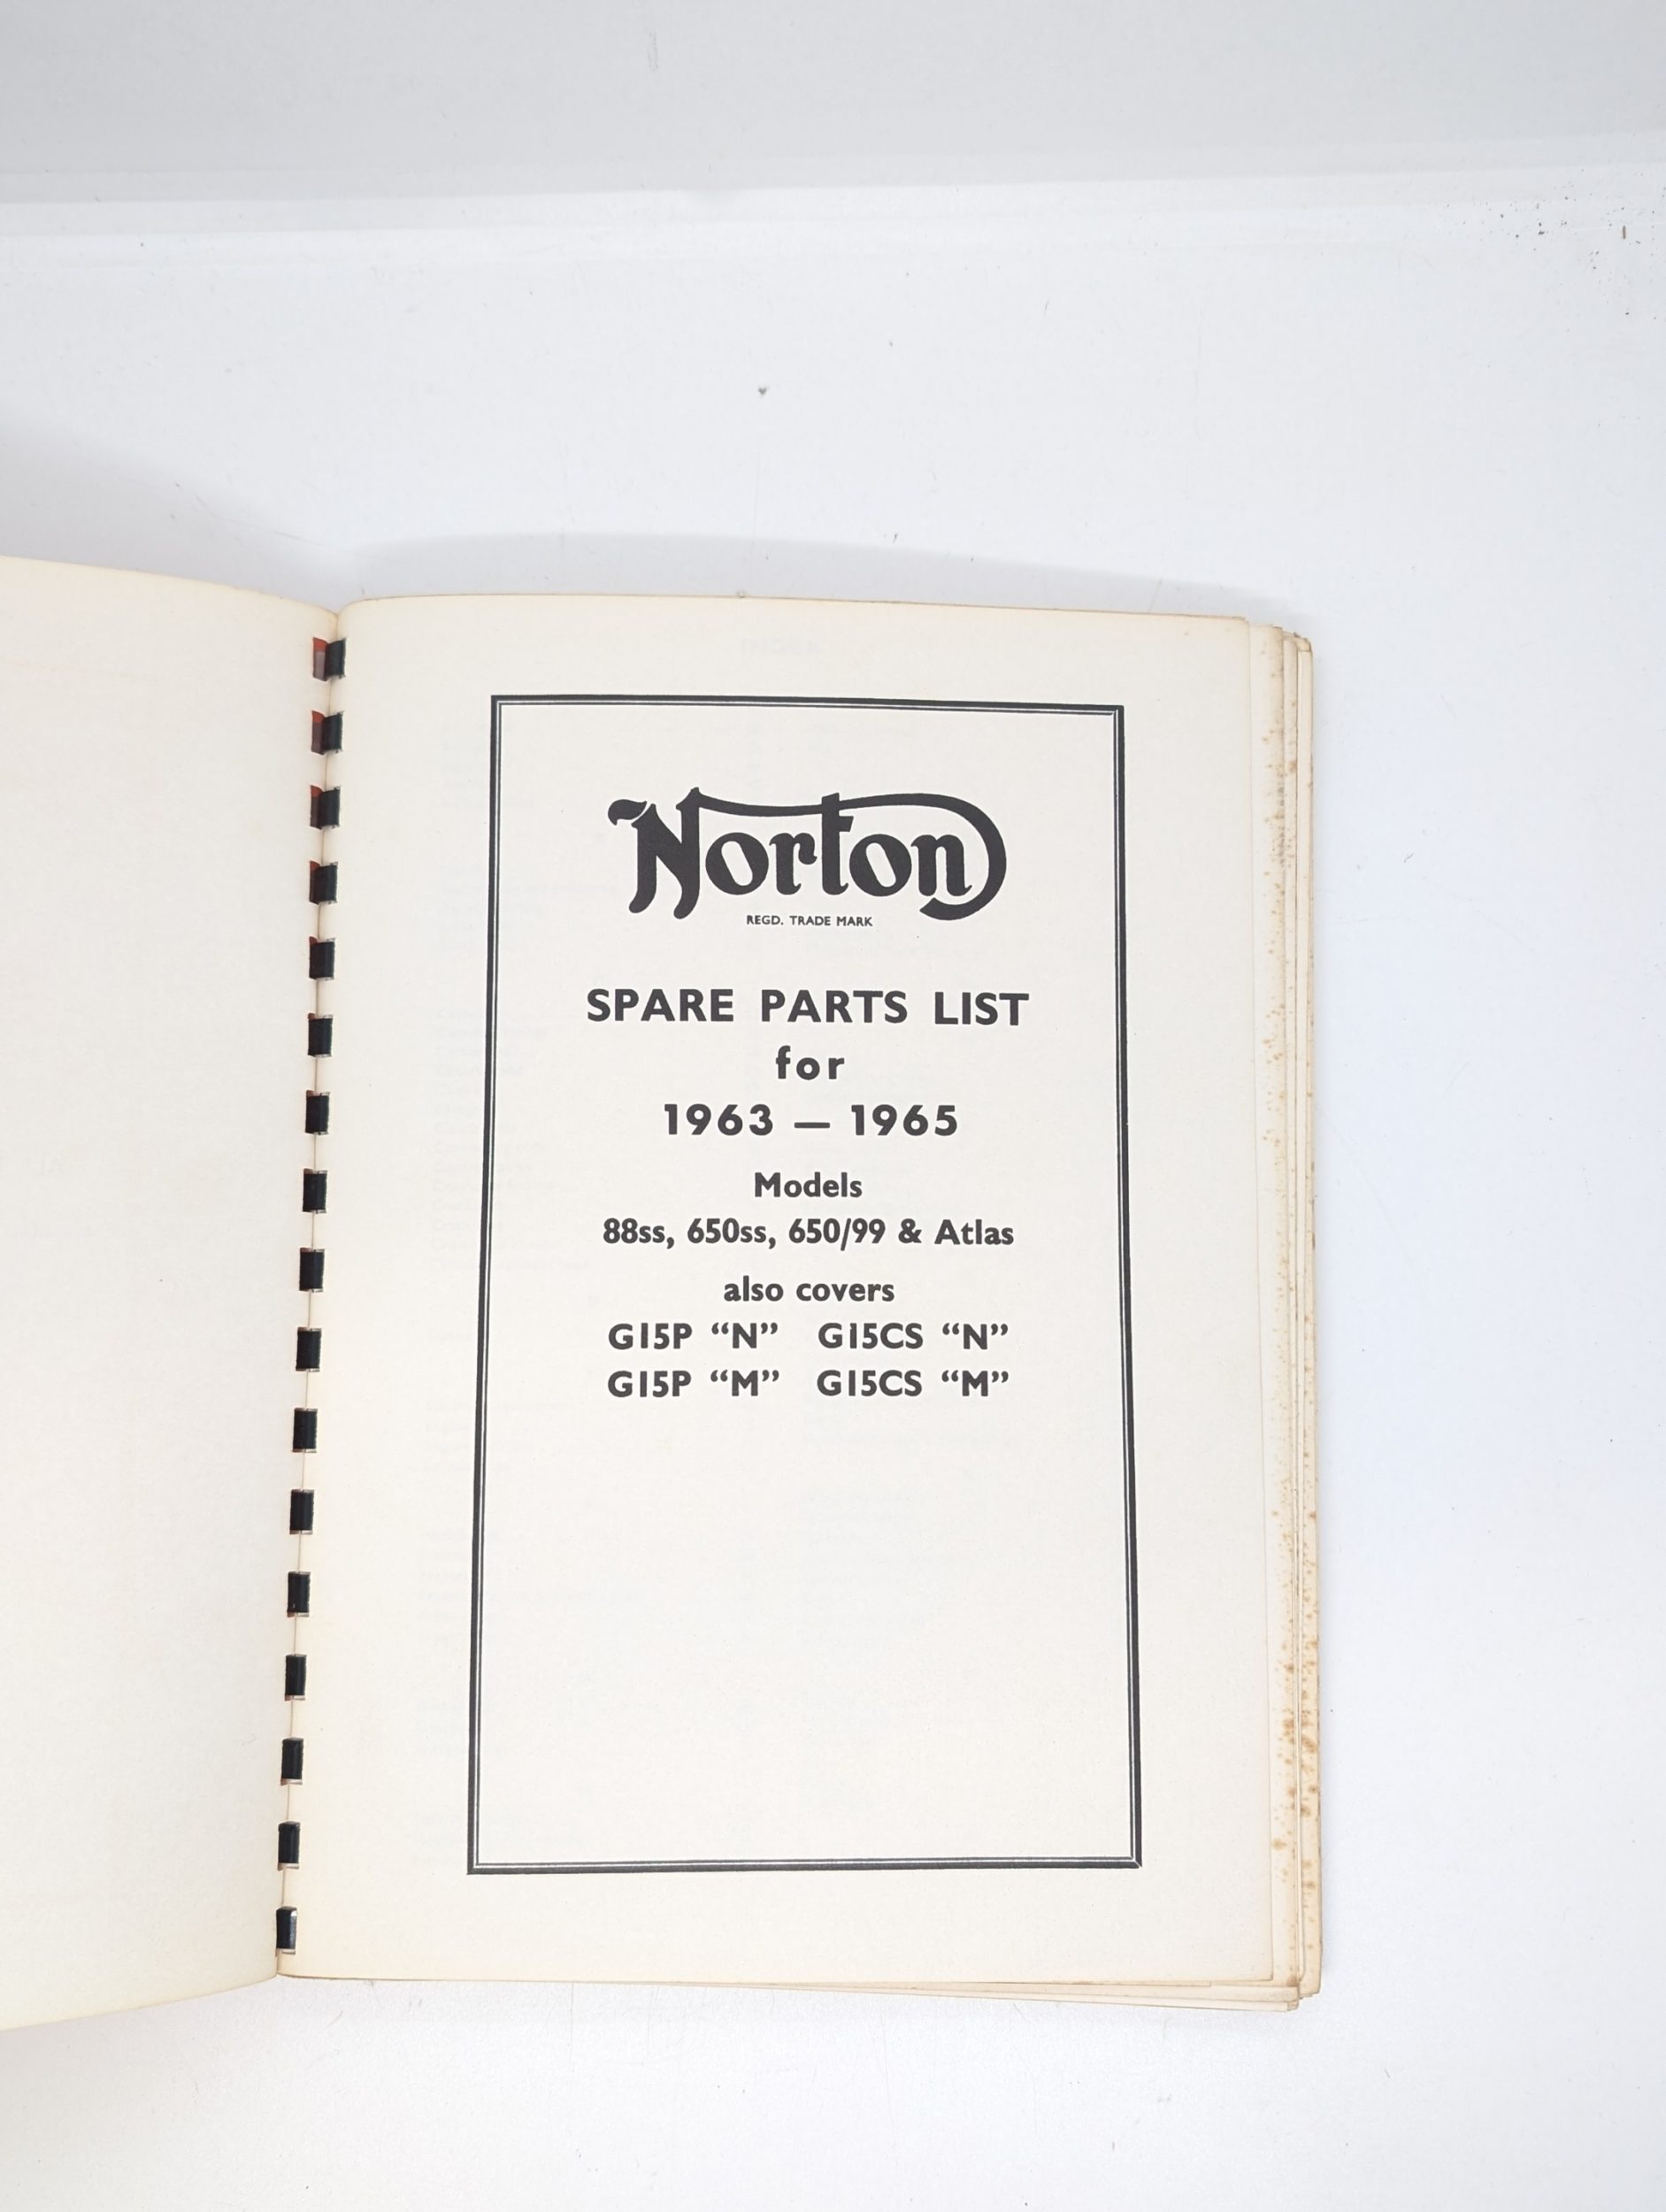 Norton
REGD. TRADE MARK
SPARE PARTS LIST
for
1963 — 1965
Models
88ss, 650ss, 650/99 & Atlas
also covers
G15P “N” G15CS “N”
G15P “M” G15CS “M”